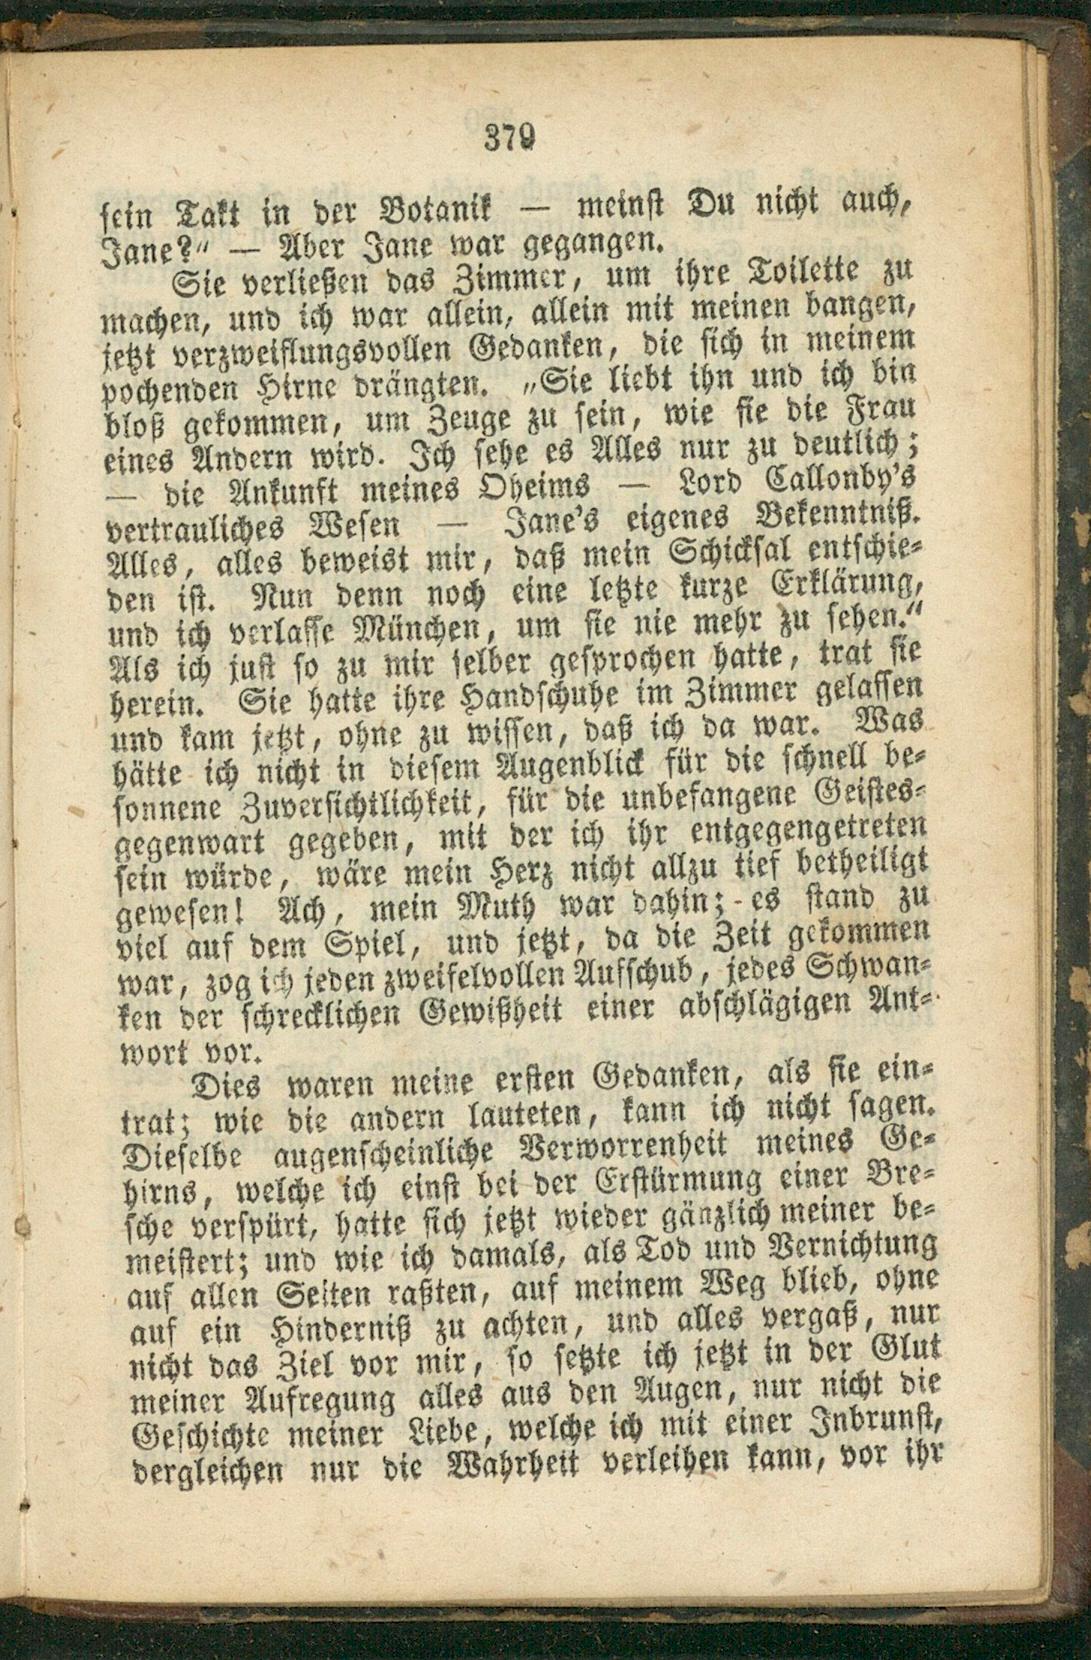 379
sein Takt in der Botanik — meinst Du nicht auch,
Jane?“ — Aber Jane war gegangen.
Sie verließen das Zimmer, um ihre Toilette zu
machen, und ich war allein, allein mit meinen bangen,
jetzt verzweiflungsvollen Gedanken, die sich in meinem
pochenden Hirne drängten. „Sie liebt ihn und ich bin
bloß gekommen, um Zeuge zu sein, wie sie die Frau
eines Andern wird. Ich sehe es Alles nur zu deutlich;
— die Ankunft meines Oheims — Lord Callonby's
vertrauliches Wesen — Jane's eigenes Bekenntniß.
Alles, alles beweist mir, daß mein Schicksal entschie-
den ist. Nun denn noch eine letzte kurze Erklärung,
und ich verlasse München, um sie nie mehr zu sehen.“
Als ich just so zu mir selber gesprochen hatte, trat sie
herein. Sie hatte ihre Handschuhe im Zimmer gelassen
und kam jetzt, ohne zu wissen, daß ich da war. Was
hätte ich nicht in diesem Augenblick für die schnell be-
sonnene Zuversichtlichkeit, für die unbefangene Geistes-
gegenwart gegeben, mit der ich ihr entgegengetreten
sein würde, wäre mein Herz nicht allzu tief betheiligt
gewesen! Ach, mein Muth war dahin; es stand zu
viel auf dem Spiel, und jetzt, da die Zeit gekommen
war, zog ich jeden zweifelvollen Aufschub, jedes Schwan-
ken der schrecklichen Gewißheit einer abschlägigen Ant-
wort vor.
Dies waren meine ersten Gedanken, als sie ein-
trat; wie die andern lauteten, kann ich nicht sagen.
Dieselbe augenscheinliche Verworrenheit meines Ge-
hirns, welche ich einst bei der Erstürmung einer Bre-
sche verspürt, hatte sich jetzt wieder gänzlich meiner be-
meistert; und wie ich damals, als Tod und Vernichtung
auf allen Seiten raßten, auf meinem Weg blieb, ohne
auf ein Hinderniß zu achten, und alles vergaß, nur
nicht das Ziel vor mir, so setzte ich jetzt in der Glut
meiner Aufregung alles aus den Augen, nur nicht die
Geschichte meiner Liebe, welche ich mit einer Inbrunst,
dergleichen nur die Wahrheit verleihen kann, vor ihr